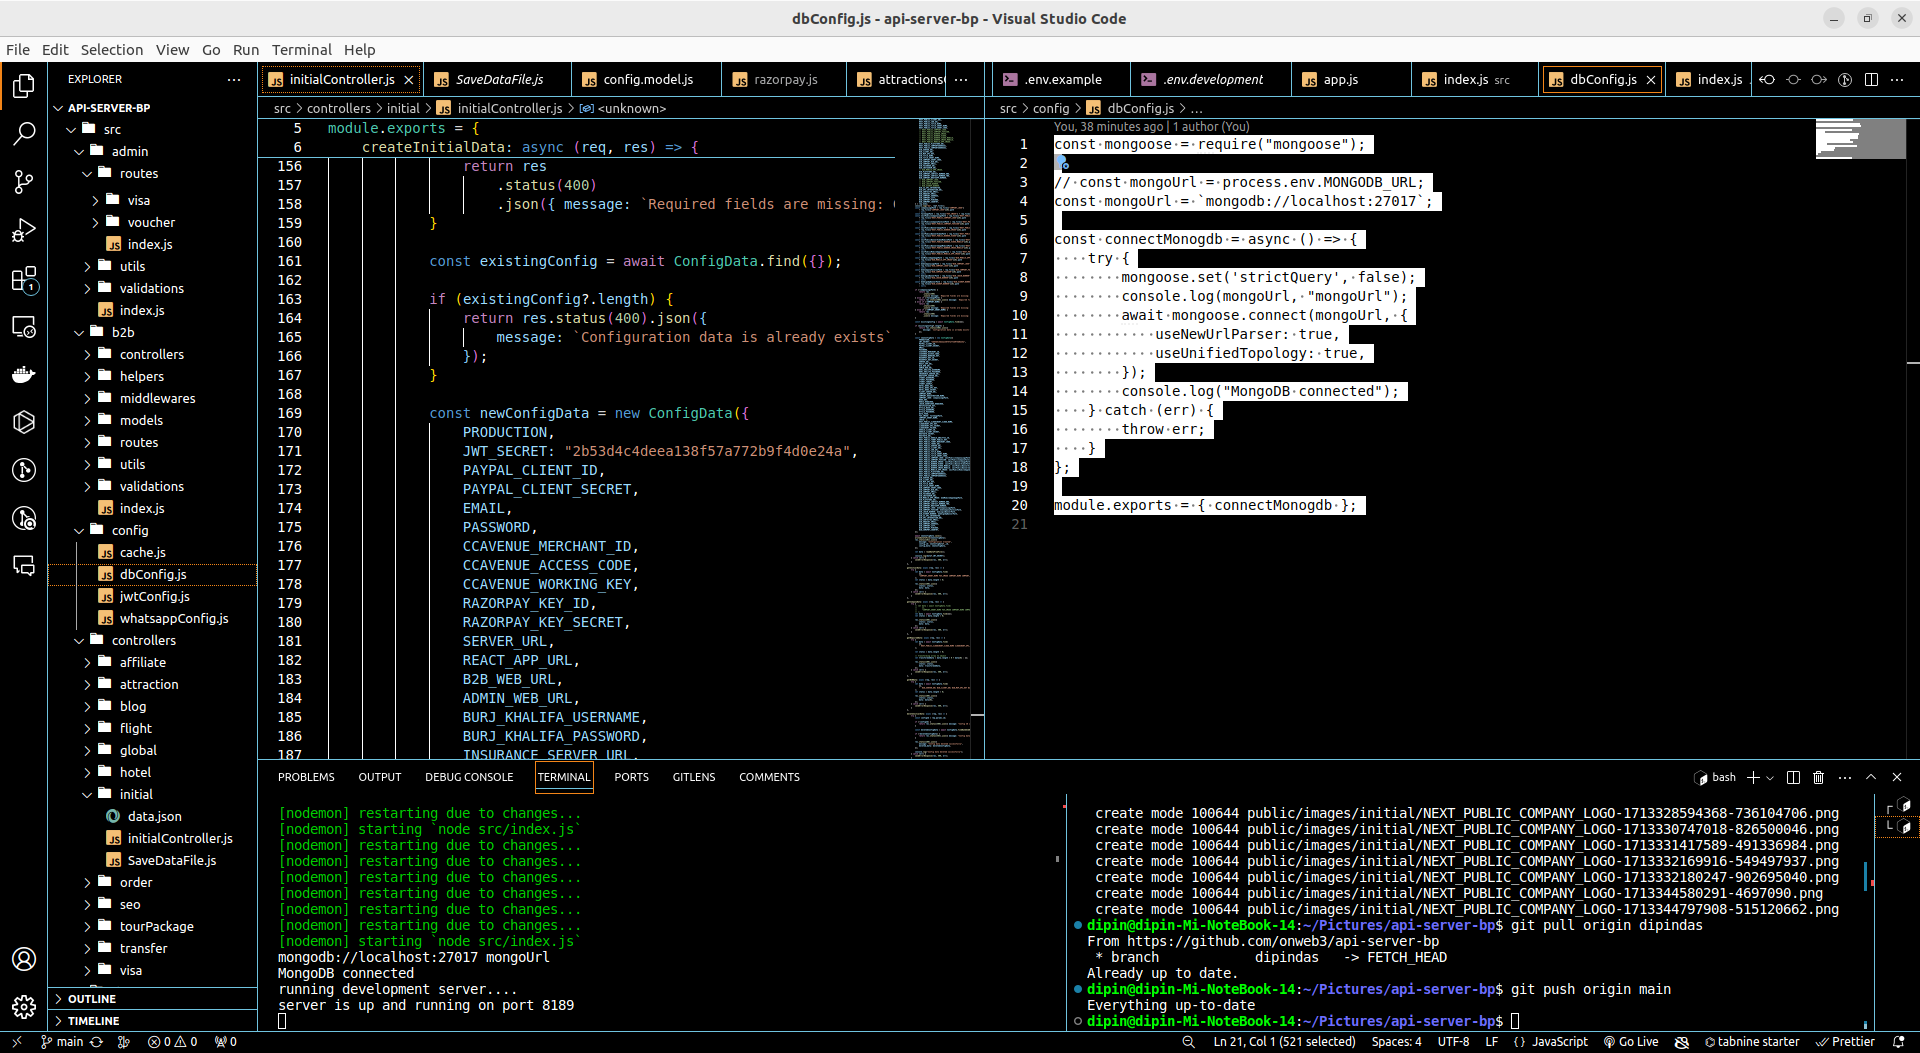 dbConfig.js - api-server-bp - Visual Studio Code
File Edit Selection View Go Run Terminal Help
EXPLORER
API-SERVER-BP
src
admin
routes
visa
voucher
index.js
utils
validations
index.js
b2b
controllers
helpers
middlewares
models
routes
utils
validations
index.js
config
cache.js
dbConfig.js
jwtConfig.js
whatsappConfig.js
controllers
affiliate
attraction
blog
flight
global
hotel
initial
data.json
initialController.js
SaveDataFile.js
order
seo
tourPackage
transfer
visa
OUTLINE
TIMELINE
initialController.js SaveDataFile.js config.model.js razorpay.js attractions
src > controllers > initial > initialController.js > <unknown>
5 module.exports = {
6 createInitialData: async (req, res) => {
156 return res
157 .status(400)
158 .json({ message: `Required fields are missing:
159 }
160
161 const existingConfig = await ConfigData.find({});
162
163 if (existingConfig?.length) {
164 return res.status(400).json({
165 message: `Configuration data is already exists`
166 });
167 }
168
169 const newConfigData = new ConfigData({
170 PRODUCTION,
171 JWT_SECRET: "2b53d4c4deea138f57a772b9f4d0e24a",
172 PAYPAL_CLIENT_ID,
173 PAYPAL_CLIENT_SECRET,
174 EMAIL,
175 PASSWORD,
176 CCAVENUE_MERCHANT_ID,
177 CCAVENUE_ACCESS_CODE,
178 CCAVENUE_WORKING_KEY,
179 RAZORPAY_KEY_ID,
180 RAZORPAY_KEY_SECRET,
181 SERVER_URL,
182 REACT_APP_URL,
183 B2B_WEB_URL,
184 ADMIN_WEB_URL,
185 BURJ_KHALIFA_USERNAME,
186 BURJ_KHALIFA_PASSWORD,
187 INSURANCE_SERVER_URL,
.env.example .env.development app.js index.js src dbConfig.js index.js
src > config > dbConfig.js > ...
You, 38 minutes ago | 1 author (You)
1 const mongoose = require("mongoose");
2
3 // const mongoUrl = process.env.MONGODB_URL;
4 const mongoUrl = `mongodb://localhost:27017`;
5
6 const connectMonogdb = async () => {
7 try {
8 mongoose.set('strictQuery', false);
9 console.log(mongoUrl, "mongoUrl");
10 await mongoose.connect(mongoUrl, {
11 useNewUrlParser: true,
12 useUnifiedTopology: true,
13 });
14 console.log("MongoDB connected");
15 } catch (err) {
16 throw err;
17 }
18 };
19
20 module.exports = { connectMonogdb };
21
PROBLEMS OUTPUT DEBUG CONSOLE TERMINAL PORTS GITLENS COMMENTS
bash
[nodemon] restarting due to changes...
[nodemon] starting `node src/index.js`
[nodemon] restarting due to changes...
[nodemon] restarting due to changes...
[nodemon] restarting due to changes...
[nodemon] restarting due to changes...
[nodemon] restarting due to changes...
[nodemon] restarting due to changes...
[nodemon] starting `node src/index.js`
mongodb://localhost:27017 mongoUrl
MongoDB connected
running development server....
server is up and running on port 8189
create mode 100644 public/images/initial/NEXT_PUBLIC_COMPANY_LOGO-1713328594368-736104706.png
create mode 100644 public/images/initial/NEXT_PUBLIC_COMPANY_LOGO-1713330747018-826500046.png
create mode 100644 public/images/initial/NEXT_PUBLIC_COMPANY_LOGO-1713331417589-491336984.png
create mode 100644 public/images/initial/NEXT_PUBLIC_COMPANY_LOGO-1713332169916-549497937.png
create mode 100644 public/images/initial/NEXT_PUBLIC_COMPANY_LOGO-1713332180247-902695040.png
create mode 100644 public/images/initial/NEXT_PUBLIC_COMPANY_LOGO-1713344580291-4697090.png
create mode 100644 public/images/initial/NEXT_PUBLIC_COMPANY_LOGO-1713344797908-515120662.png
dipin@dipin-Mi-NoteBook-14:~/Pictures/api-server-bp$ git pull origin dipindas
From https://github.com/onweb3/api-server-bp
* branch dipindas -> FETCH_HEAD
Already up to date.
dipin@dipin-Mi-NoteBook-14:~/Pictures/api-server-bp$ git push origin main
Everything up-to-date
dipin@dipin-Mi-NoteBook-14:~/Pictures/api-server-bp$
main 0 0 0 Ln 21, Col 1 (521 selected) Spaces: 4 UTF-8 LF { } JavaScript Go Live tabnine starter Prettier